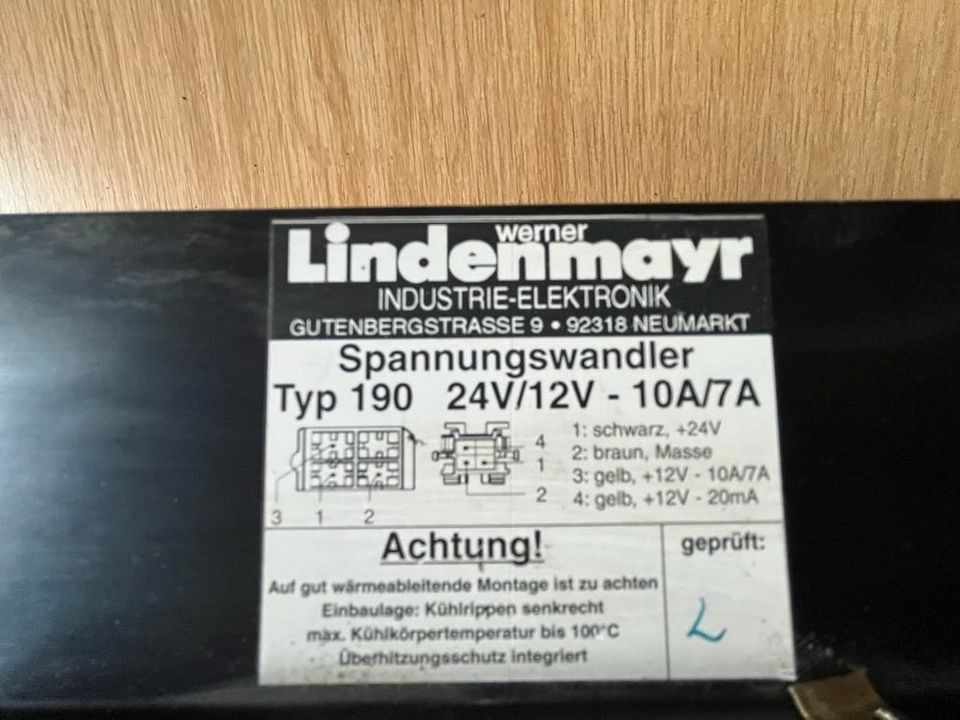 werner
Lindenmayr
INDUSTRIE-ELEKTRONIK
GUTENBERGSTRASSE 9 • 92318 NEUMARKT
Spannungswandler
Typ 190 24V/12V - 10A/7A
4
1
2
3 1 2
1: schwarz, +24V
2: braun, Masse
3: gelb, +12V - 10A/7A
4: gelb, +12V - 20mA
Achtung!
Auf gut wärmeableitende Montage ist zu achten
Einbaulage: Kühlrippen senkrecht
max. Kühlkörpertemperatur bis 100°C
Überhitzungsschutz integriert
geprüft:
L